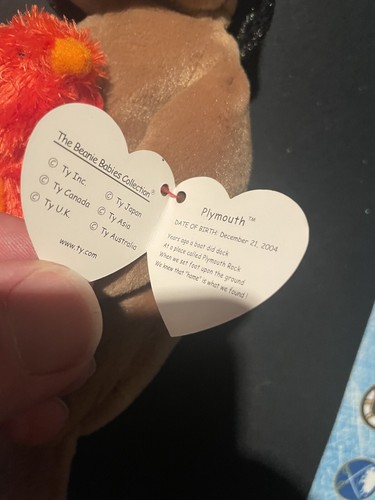 The Beanie Babies Collection®
© Ty Inc.
© Ty Canada
© Ty U.K.
© Ty Japan
© Ty Asia
© Ty Australia
www.ty.com
Plymouth™
DATE OF BIRTH: December 21, 2004
Years ago a boat did dock
At a place called Plymouth Rock
When we set foot upon the ground
We knew that "home" is what we found !